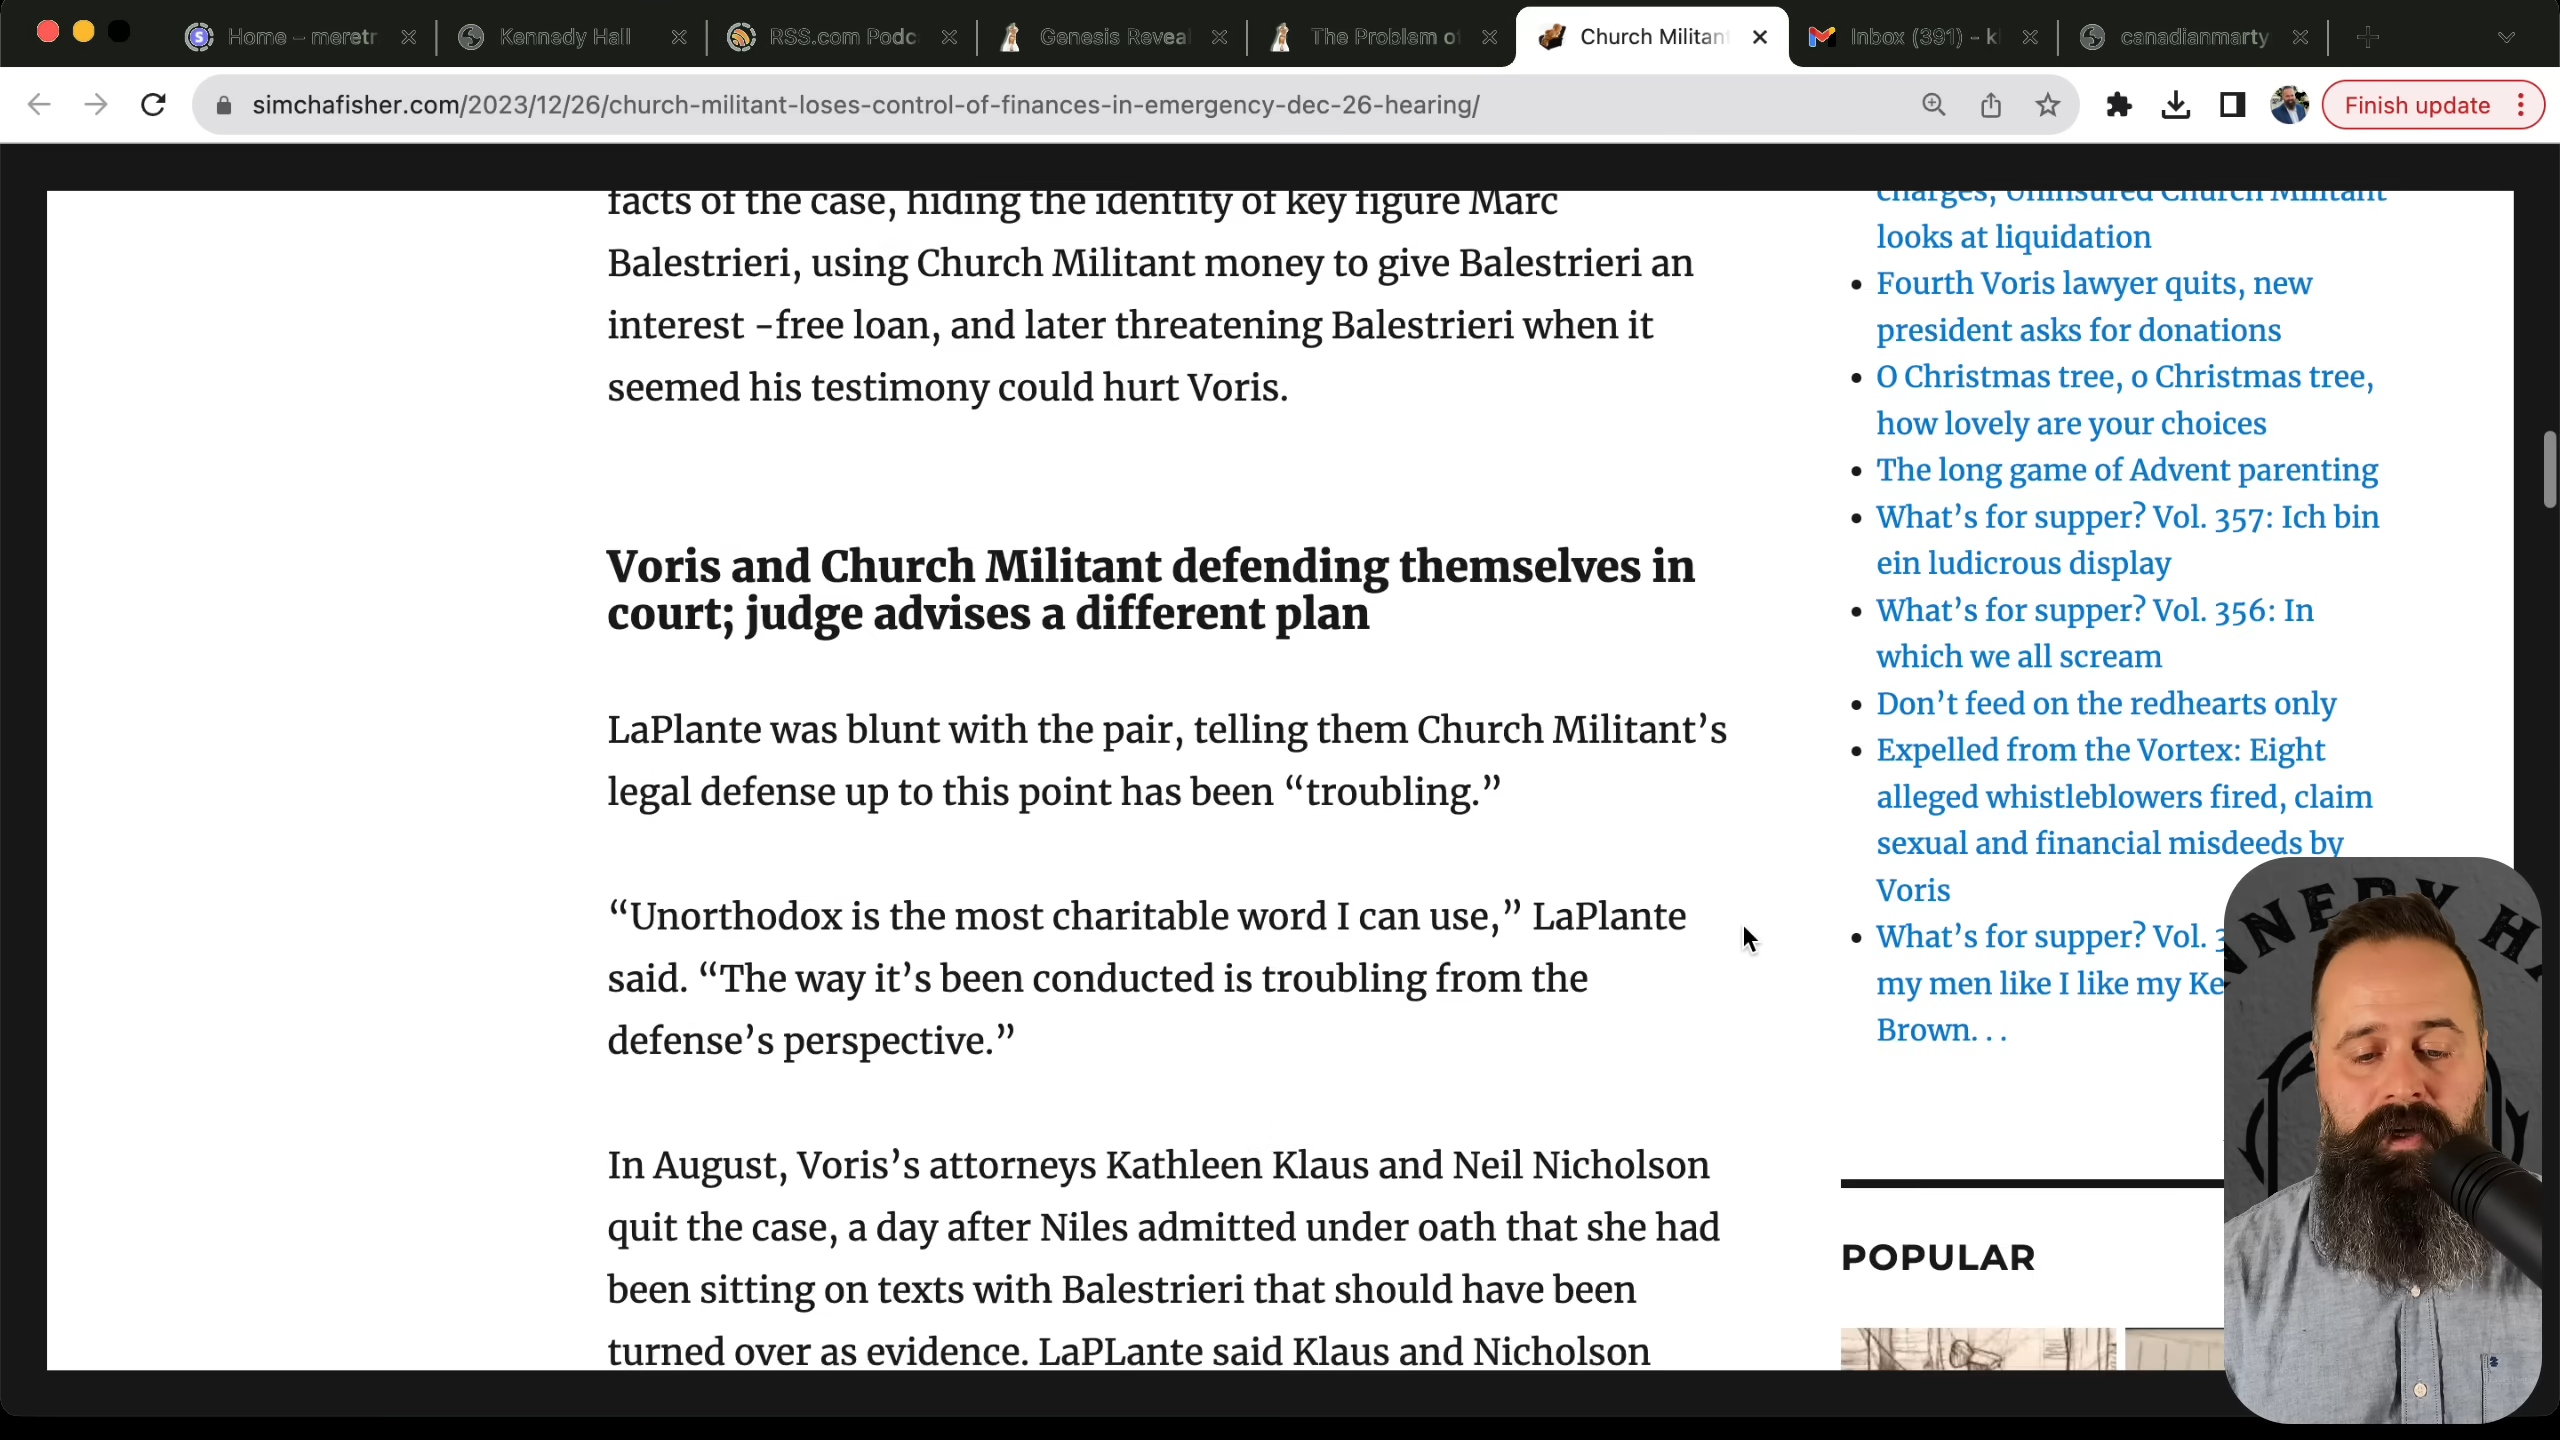 Home – meretr
Kennedy Hall
RSS.com Podc
Genesis Reveal
The Problem of
Church Militant
Inbox (391) - k
canadianmarty
simchafisher.com/2023/12/26/church-militant-loses-control-of-finances-in-emergency-dec-26-hearing/
Finish update
facts of the case, hiding the identity of key figure Marc
Balestrieri, using Church Militant money to give Balestrieri an
interest -free loan, and later threatening Balestrieri when it
seemed his testimony could hurt Voris.
Voris and Church Militant defending themselves in
court; judge advises a different plan
LaPlante was blunt with the pair, telling them Church Militant’s
legal defense up to this point has been “troubling.”
“Unorthodox is the most charitable word I can use,” LaPlante
said. “The way it’s been conducted is troubling from the
defense’s perspective.”
In August, Voris’s attorneys Kathleen Klaus and Neil Nicholson
quit the case, a day after Niles admitted under oath that she had
been sitting on texts with Balestrieri that should have been
turned over as evidence. LaPLante said Klaus and Nicholson
charges, Uninsured Church Militant
looks at liquidation
• Fourth Voris lawyer quits, new
president asks for donations
• O Christmas tree, o Christmas tree,
how lovely are your choices
• The long game of Advent parenting
• What’s for supper? Vol. 357: Ich bin
ein ludicrous display
• What’s for supper? Vol. 356: In
which we all scream
• Don’t feed on the redhearts only
• Expelled from the Vortex: Eight
alleged whistleblowers fired, claim
sexual and financial misdeeds by
Voris
• What’s for supper? Vol. 3
my men like I like my Ke
Brown. . .
POPULAR
NNEDY HA